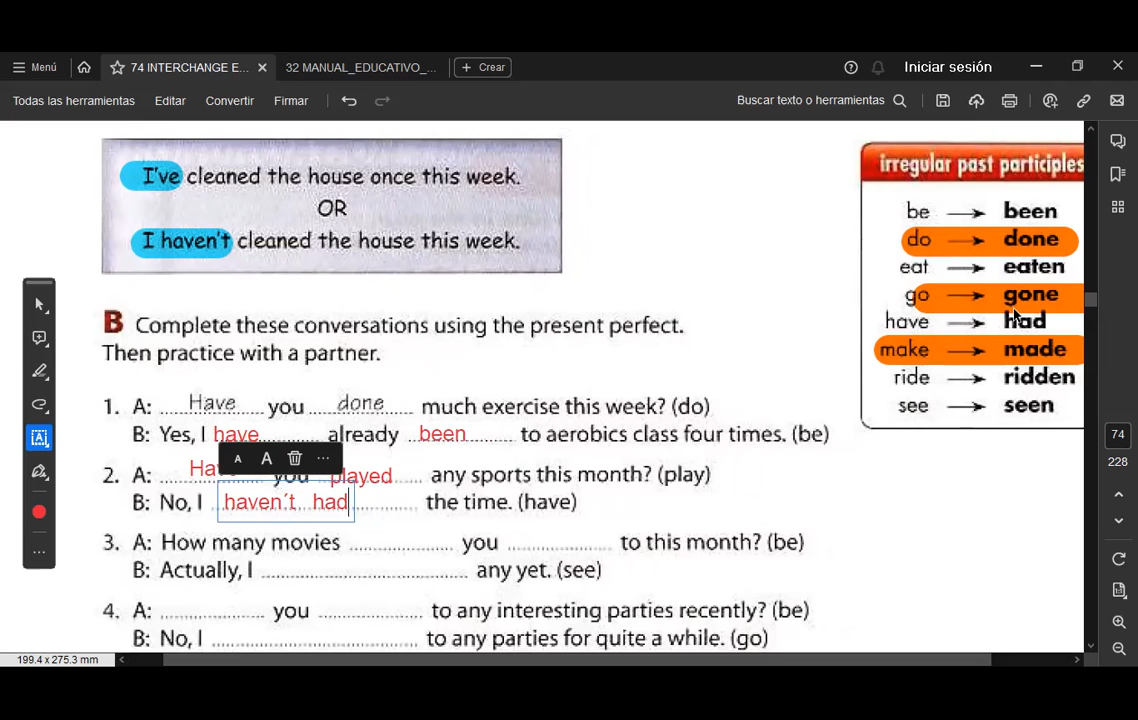 Menú
74 INTERCHANGE E...
32 MANUAL_EDUCATIVO_...
Crear
Iniciar sesión
Todas las herramientas
Editar
Convertir
Firmar
Buscar texto o herramientas
I've cleaned the house once this week.
OR
I haven't cleaned the house this week.
irregular past participles
be been
do done
eat eaten
go gone
have had
make made
ride ridden
see seen
B Complete these conversations using the present perfect.
Then practice with a partner.
1. A: Have you done much exercise this week? (do)
B: Yes, I have already been to aerobics class four times. (be)
A A ...
2. A: you played any sports this month? (play)
B: No, I haven´t had the time. (have)
3. A: How many movies you to this month? (be)
B: Actually, I any yet. (see)
4. A: you to any interesting parties recently? (be)
B: No, I to any parties for quite a while. (go)
74
228
199.4 x 275.3 mm